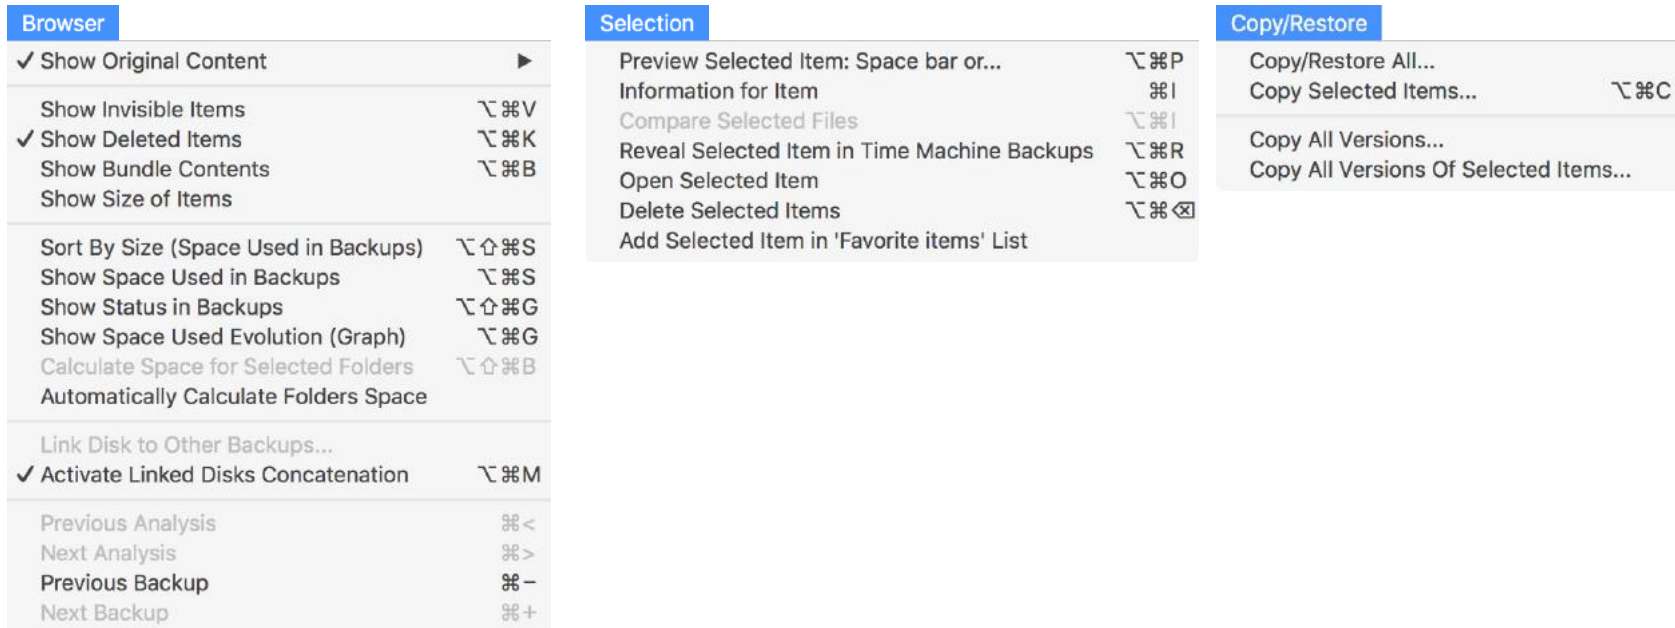 Browser
✓ Show Original Content ▶
Show Invisible Items ⌥⌘V
✓ Show Deleted Items ⌥⌘K
Show Bundle Contents ⌥⌘B
Show Size of Items
Sort By Size (Space Used in Backups) ⌥⇧⌘S
Show Space Used in Backups ⌥⌘S
Show Status in Backups ⌥⇧⌘G
Show Space Used Evolution (Graph) ⌥⌘G
Calculate Space for Selected Folders ⌥⇧⌘B
Automatically Calculate Folders Space
Link Disk to Other Backups...
✓ Activate Linked Disks Concatenation ⌥⌘M
Previous Analysis ⌘<
Next Analysis ⌘>
Previous Backup ⌘−
Next Backup ⌘+
Selection
Preview Selected Item: Space bar or... ⌥⌘P
Information for Item ⌘I
Compare Selected Files ⌥⌘I
Reveal Selected Item in Time Machine Backups ⌥⌘R
Open Selected Item ⌥⌘O
Delete Selected Items ⌥⌘⌫
Add Selected Item in 'Favorite items' List
Copy/Restore
Copy/Restore All...
Copy Selected Items... ⌥⌘C
Copy All Versions...
Copy All Versions Of Selected Items...